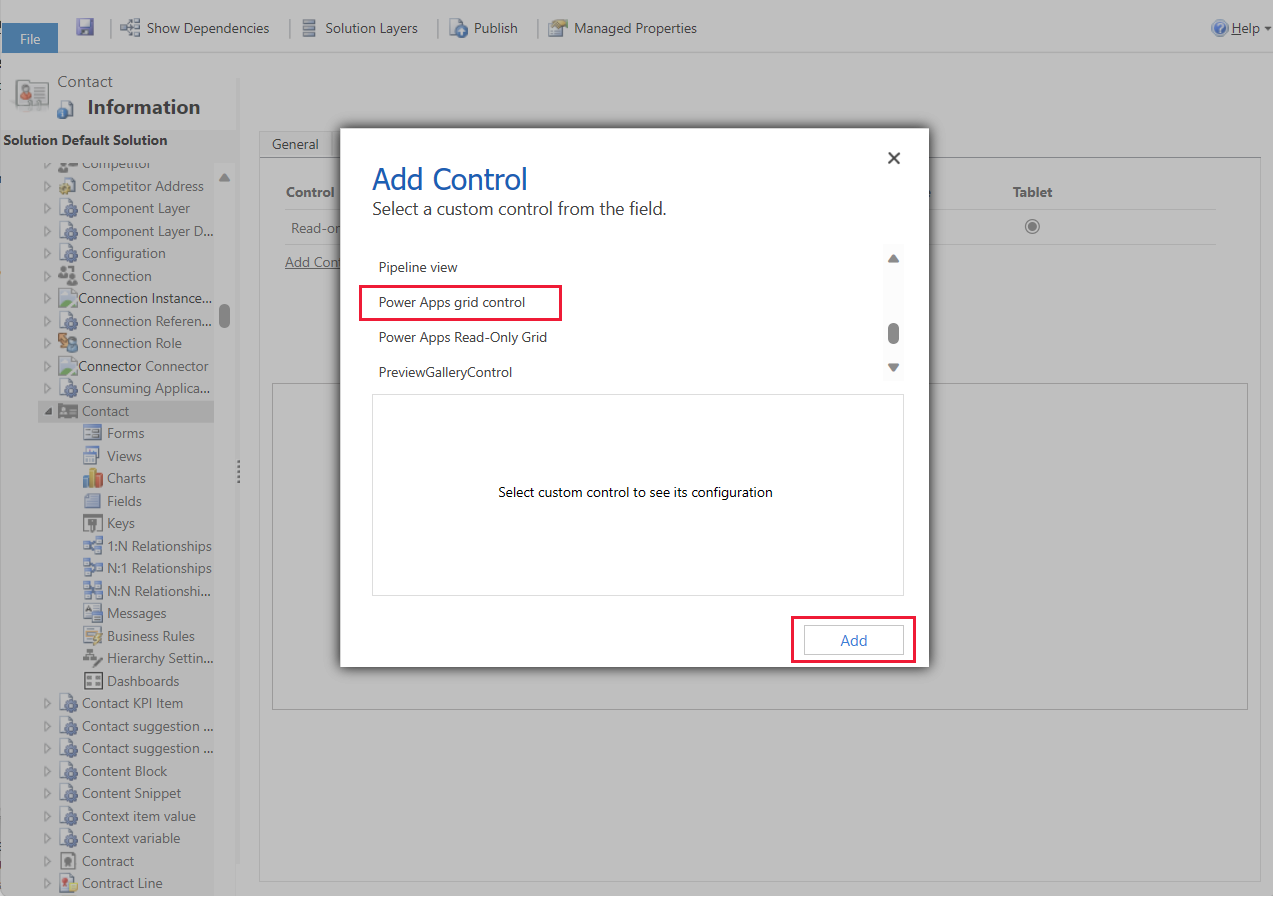 File
Show Dependencies
Solution Layers
Publish
Managed Properties
Help
Contact
Information
Solution Default Solution
Competitor
Competitor Address
Component Layer
Component Layer D...
Configuration
Connection
Connection Instance...
Connection Referen...
Connection Role
Connector Connector
Consuming Applica...
Contact
Forms
Views
Charts
Fields
Keys
1:N Relationships
N:1 Relationships
N:N Relationshi...
Messages
Business Rules
Hierarchy Settin...
Dashboards
Contact KPI Item
Contact suggestion ...
Contact suggestion ...
Content Block
Content Snippet
Context item value
Context variable
Contract
Contract Line
General
Control
Tablet
Read-on
Add Con
Add Control
Select a custom control from the field.
Pipeline view
Power Apps grid control
Power Apps Read-Only Grid
PreviewGalleryControl
Select custom control to see its configuration
Add